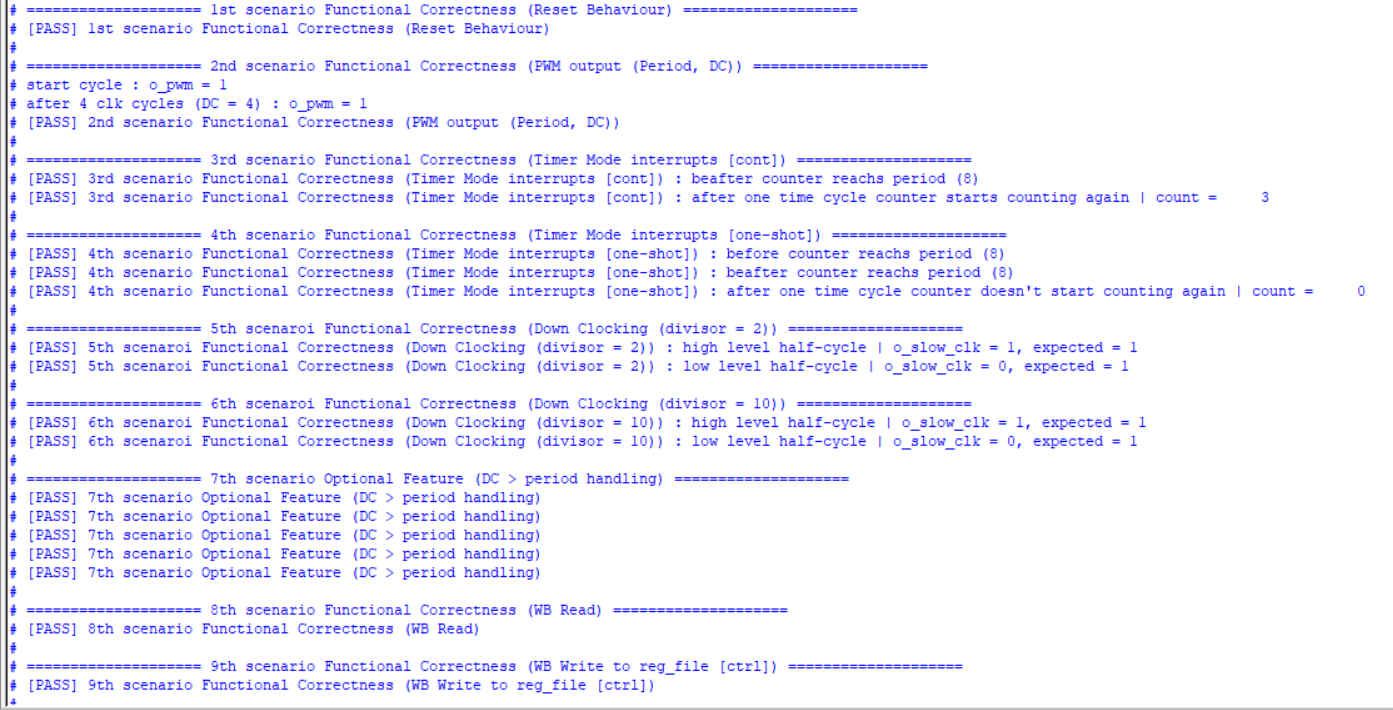 # ==================== 1st scenario Functional Correctness (Reset Behaviour) ====================
# [PASS] 1st scenario Functional Correctness (Reset Behaviour)
#
# ==================== 2nd scenario Functional Correctness (PWM output (Period, DC)) ====================
# start cycle : o_pwm = 1
# after 4 clk cycles (DC = 4) : o_pwm = 1
# [PASS] 2nd scenario Functional Correctness (PWM output (Period, DC))
#
# ==================== 3rd scenario Functional Correctness (Timer Mode interrupts [cont]) ====================
# [PASS] 3rd scenario Functional Correctness (Timer Mode interrupts [cont]) : beafter counter reachs period (8)
# [PASS] 3rd scenario Functional Correctness (Timer Mode interrupts [cont]) : after one time cycle counter starts counting again | count =     3
#
# ==================== 4th scenario Functional Correctness (Timer Mode interrupts [one-shot]) ====================
# [PASS] 4th scenario Functional Correctness (Timer Mode interrupts [one-shot]) : before counter reachs period (8)
# [PASS] 4th scenario Functional Correctness (Timer Mode interrupts [one-shot]) : beafter counter reachs period (8)
# [PASS] 4th scenario Functional Correctness (Timer Mode interrupts [one-shot]) : after one time cycle counter doesn't start counting again | count =     0
#
# ==================== 5th scenaroi Functional Correctness (Down Clocking (divisor = 2)) ====================
# [PASS] 5th scenaroi Functional Correctness (Down Clocking (divisor = 2)) : high level half-cycle | o_slow_clk = 1, expected = 1
# [PASS] 5th scenaroi Functional Correctness (Down Clocking (divisor = 2)) : low level half-cycle | o_slow_clk = 0, expected = 1
#
# ==================== 6th scenaroi Functional Correctness (Down Clocking (divisor = 10)) ====================
# [PASS] 6th scenaroi Functional Correctness (Down Clocking (divisor = 10)) : high level half-cycle | o_slow_clk = 1, expected = 1
# [PASS] 6th scenaroi Functional Correctness (Down Clocking (divisor = 10)) : low level half-cycle | o_slow_clk = 0, expected = 1
#
# ==================== 7th scenario Optional Feature (DC > period handling) ====================
# [PASS] 7th scenario Optional Feature (DC > period handling)
# [PASS] 7th scenario Optional Feature (DC > period handling)
# [PASS] 7th scenario Optional Feature (DC > period handling)
# [PASS] 7th scenario Optional Feature (DC > period handling)
# [PASS] 7th scenario Optional Feature (DC > period handling)
#
# ==================== 8th scenario Functional Correctness (WB Read) ====================
# [PASS] 8th scenario Functional Correctness (WB Read)
#
# ==================== 9th scenario Functional Correctness (WB Write to reg_file [ctrl]) ====================
# [PASS] 9th scenario Functional Correctness (WB Write to reg_file [ctrl])
#